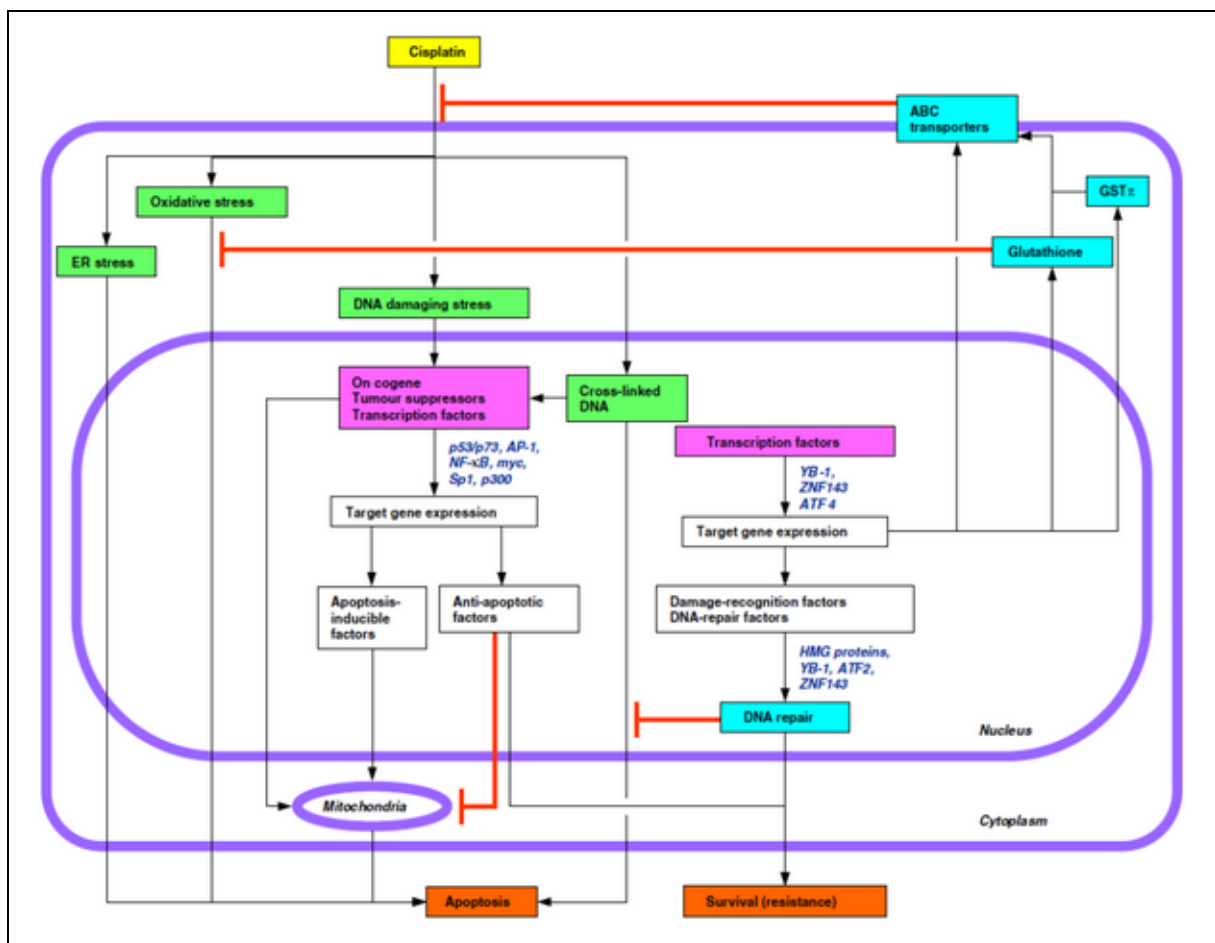 Cisplatin
ABC
transporters
Oxidative stress
GSTπ
ER stress
Glutathione
DNA damaging stress
On cogene
Tumour suppressors
Transcription factors
Cross-linked
DNA
p53/p73, AP-1,
NF-κB, myc,
Sp1, p300
Transcription factors
YB-1,
ZNF143
ATF4
Target gene expression
Target gene expression
Apoptosis-
inducible
factors
Anti-apoptotic
factors
Damage-recognition factors
DNA-repair factors
HMG proteins,
YB-1, ATF2,
ZNF143
DNA repair
Nucleus
Mitochondria
Cytoplasm
Apoptosis
Survival (resistance)